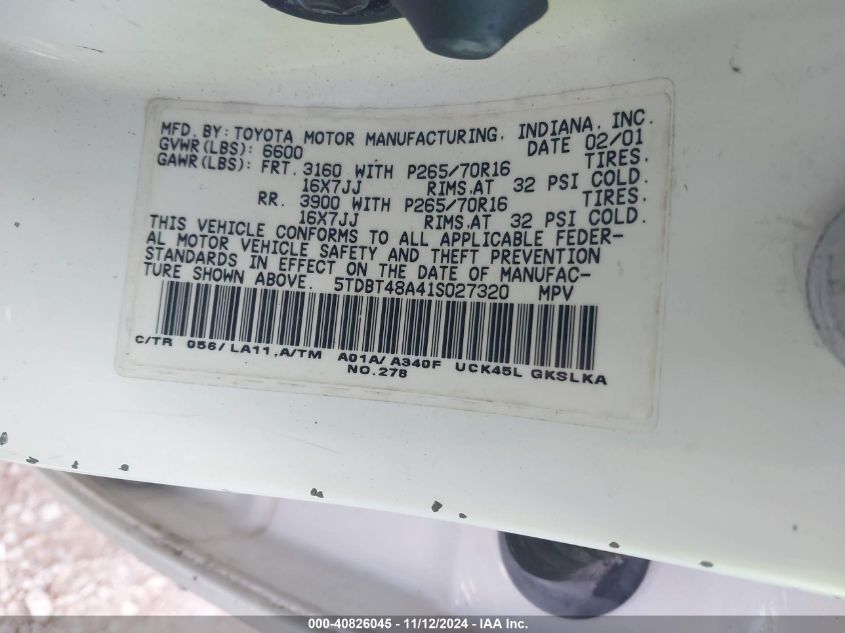 MFD. BY: TOYOTA MOTOR MANUFACTURING, INDIANA, INC.
GVWR(LBS): 6600 DATE 02/01
GAWR(LBS): FRT. 3160 WITH P265/70R16 TIRES,
16X7JJ RIMS,AT 32 PSI COLD.
RR. 3900 WITH P265/70R16 TIRES,
16X7JJ RIMS,AT 32 PSI COLD.
THIS VEHICLE CONFORMS TO ALL APPLICABLE FEDER-
AL MOTOR VEHICLE SAFETY AND THEFT PREVENTION
STANDARDS IN EFFECT ON THE DATE OF MANUFAC-
TURE SHOWN ABOVE. 5TDBT48A41S027320 MPV
C/TR 056/LA11,A/TM A01A/A340F UCK45L GKSLKA
NO.278
000-40826045 - 11/12/2024 - IAA Inc.